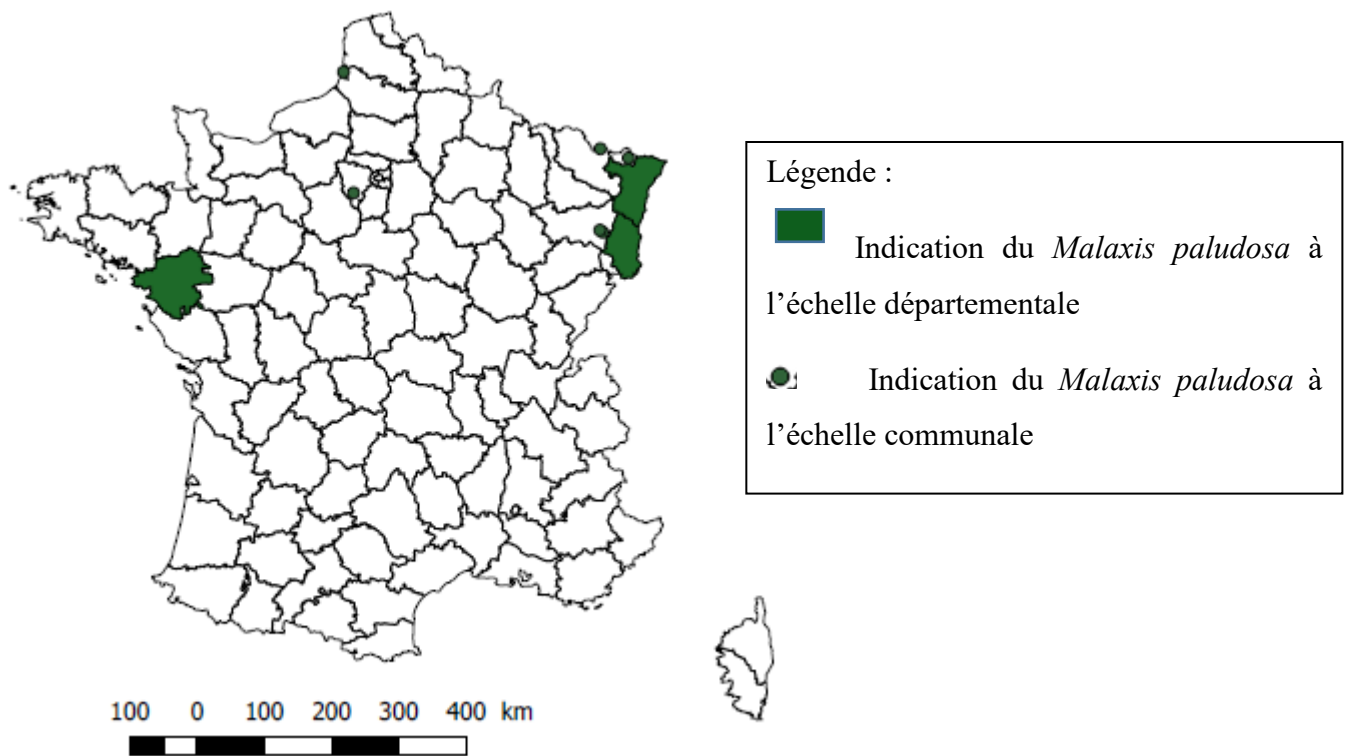 Légende :
Indication du Malaxis paludosa à
l’échelle départementale
Indication du Malaxis paludosa à
l’échelle communale
100 0 100 200 300 400 km